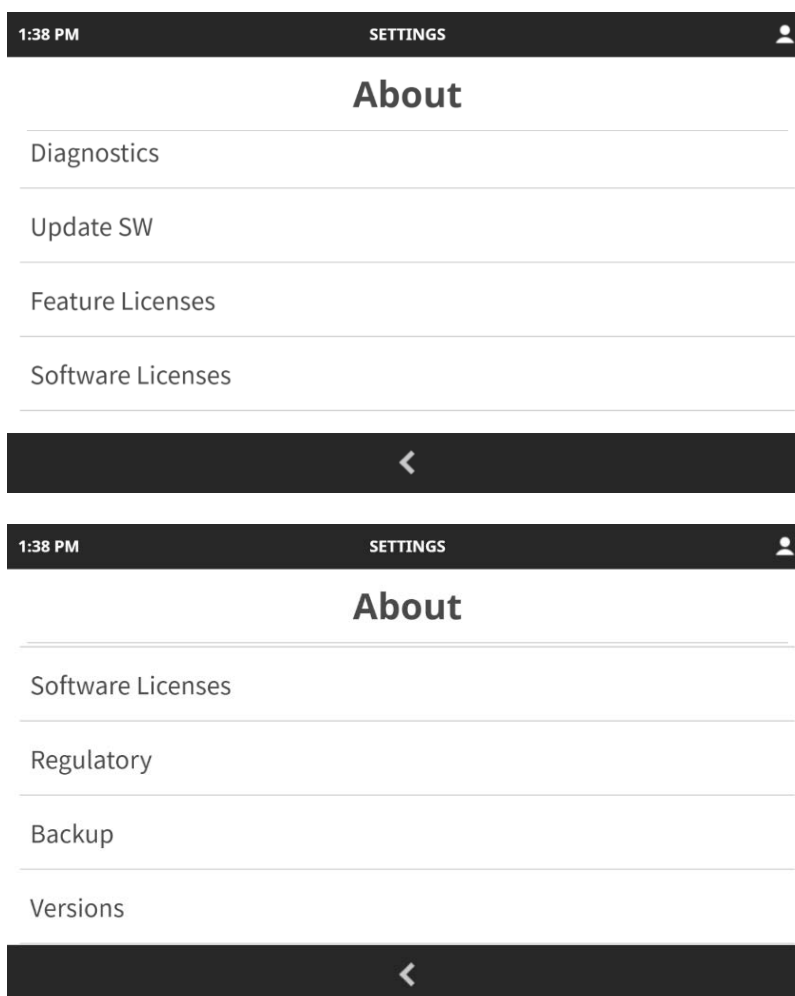 1:38 PM SETTINGS
About
Diagnostics
Update SW
Feature Licenses
Software Licenses
1:38 PM SETTINGS
About
Software Licenses
Regulatory
Backup
Versions